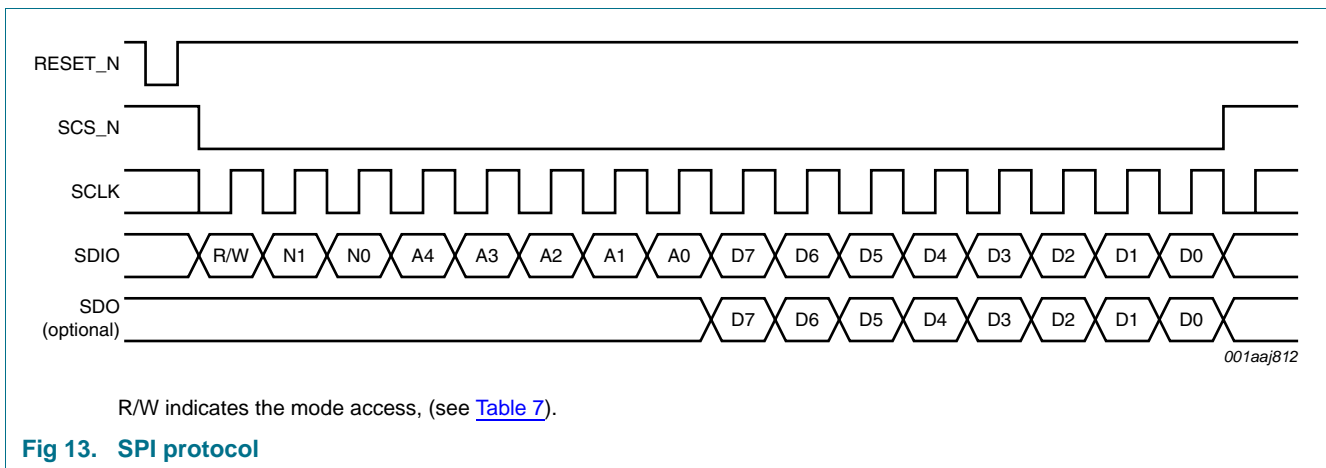 RESET_N
SCS_N
SCLK
SDIO R/W N1 N0 A4 A3 A2 A1 A0 D7 D6 D5 D4 D3 D2 D1 D0
SDO
(optional) D7 D6 D5 D4 D3 D2 D1 D0
001aaj812
R/W indicates the mode access, (see Table 7).
Fig 13. SPI protocol